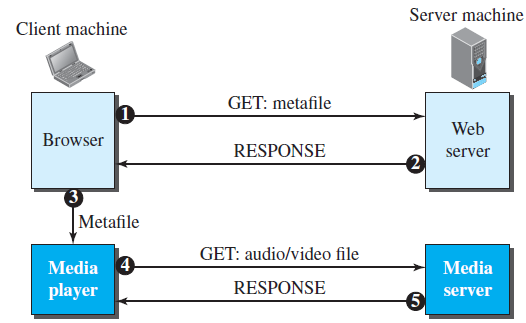 Client machine
Server machine
1
GET: metafile
Browser
Web
server
RESPONSE
2
3
Metafile
Media
player
4
GET: audio/video file
Media
server
RESPONSE
5